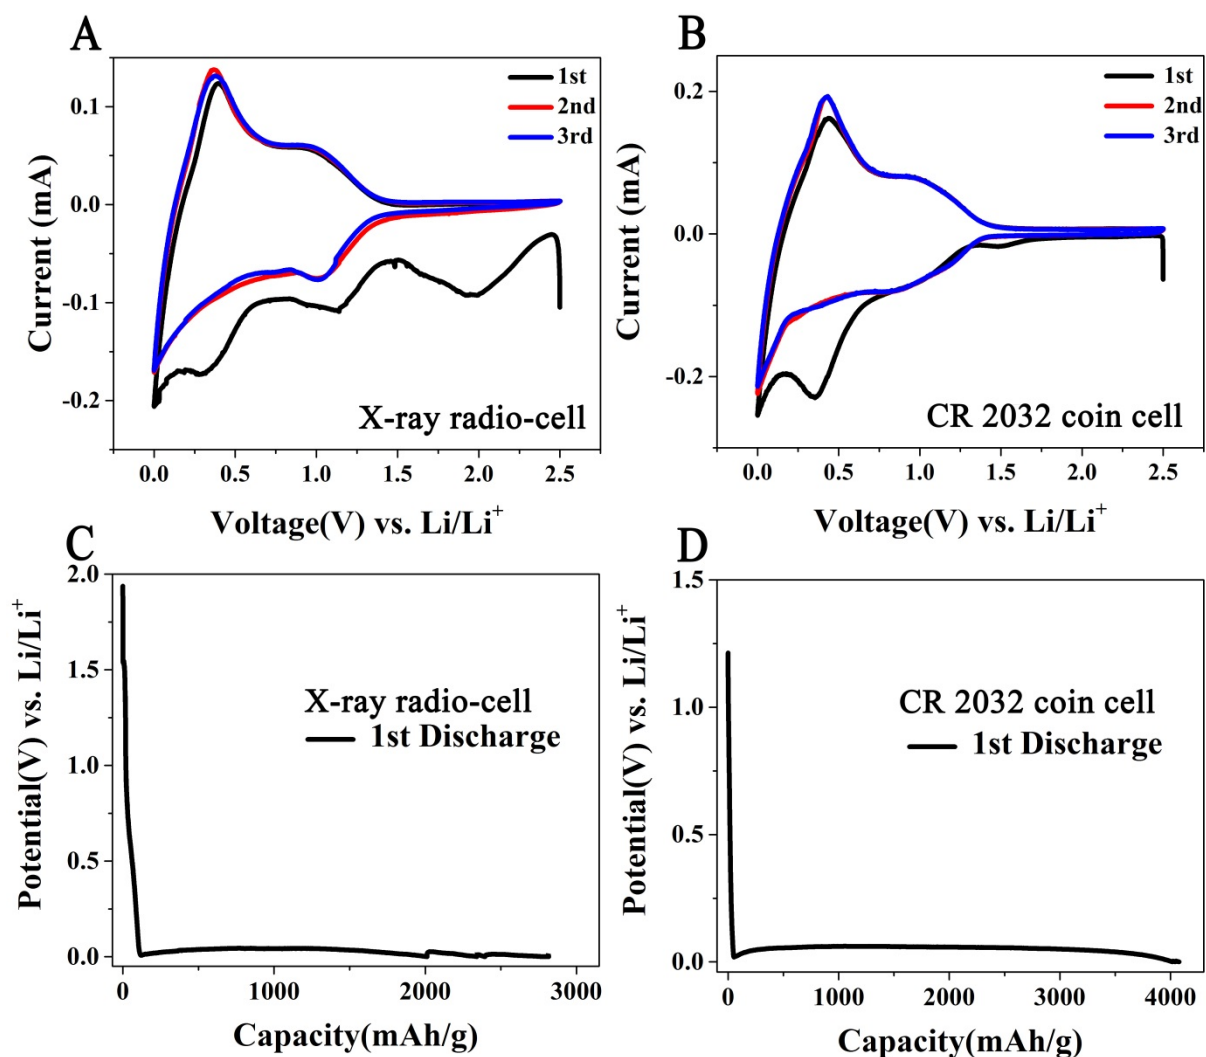 A
1st
2nd
3rd
0.1
0.0
-0.1
-0.2
Current (mA)
X-ray radio-cell
0.0
0.5
1.0
1.5
2.0
2.5
Voltage(V) vs. Li/Li+
B
1st
2nd
3rd
0.2
0.0
-0.2
Current (mA)
CR 2032 coin cell
0.0
0.5
1.0
1.5
2.0
2.5
Voltage(V) vs. Li/Li+
C
2.0
1.5
1.0
0.5
0.0
Potential(V) vs. Li/Li+
X-ray radio-cell
1st Discharge
0
1000
2000
3000
Capacity(mAh/g)
D
1.5
1.0
0.5
0.0
Potential(V) vs. Li/Li+
CR 2032 coin cell
1st Discharge
0
1000
2000
3000
4000
Capacity(mAh/g)